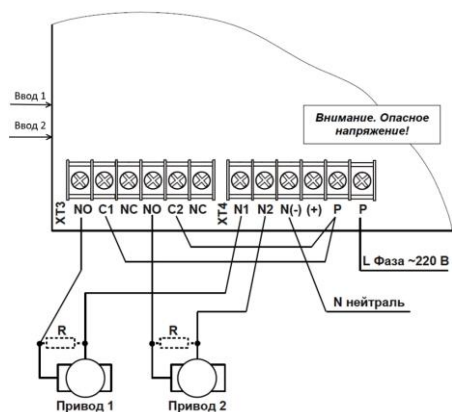 Ввод 1
Ввод 2
Внимание. Опасное
напряжение!
XT3
NO C1 NC NO C2 NC
XT4
N1 N2 N(-) (+) P P
L Фаза ~220 В
N нейтраль
R
R
Привод 1
Привод 2